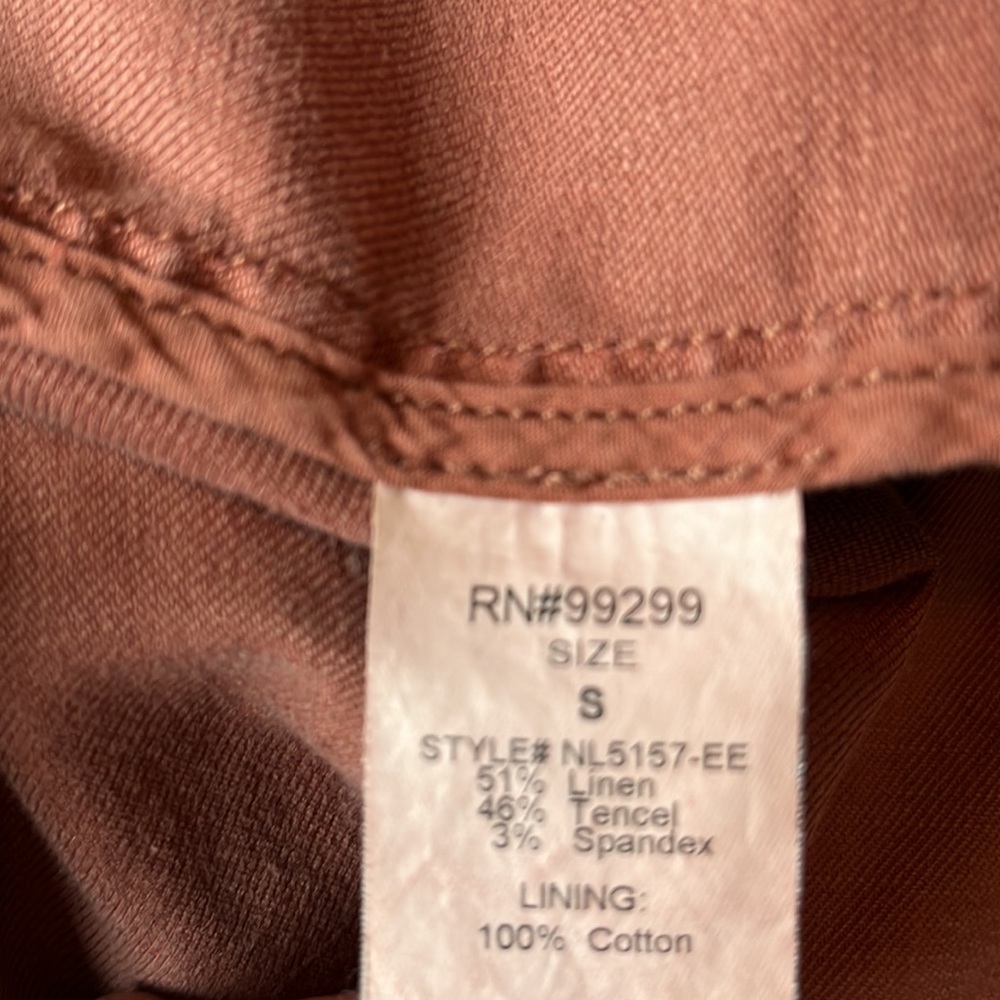 RN#99299
SIZE
S
STYLE# NL5157-EE
51% Linen
46% Tencel
3% Spandex
LINING:
100% Cotton